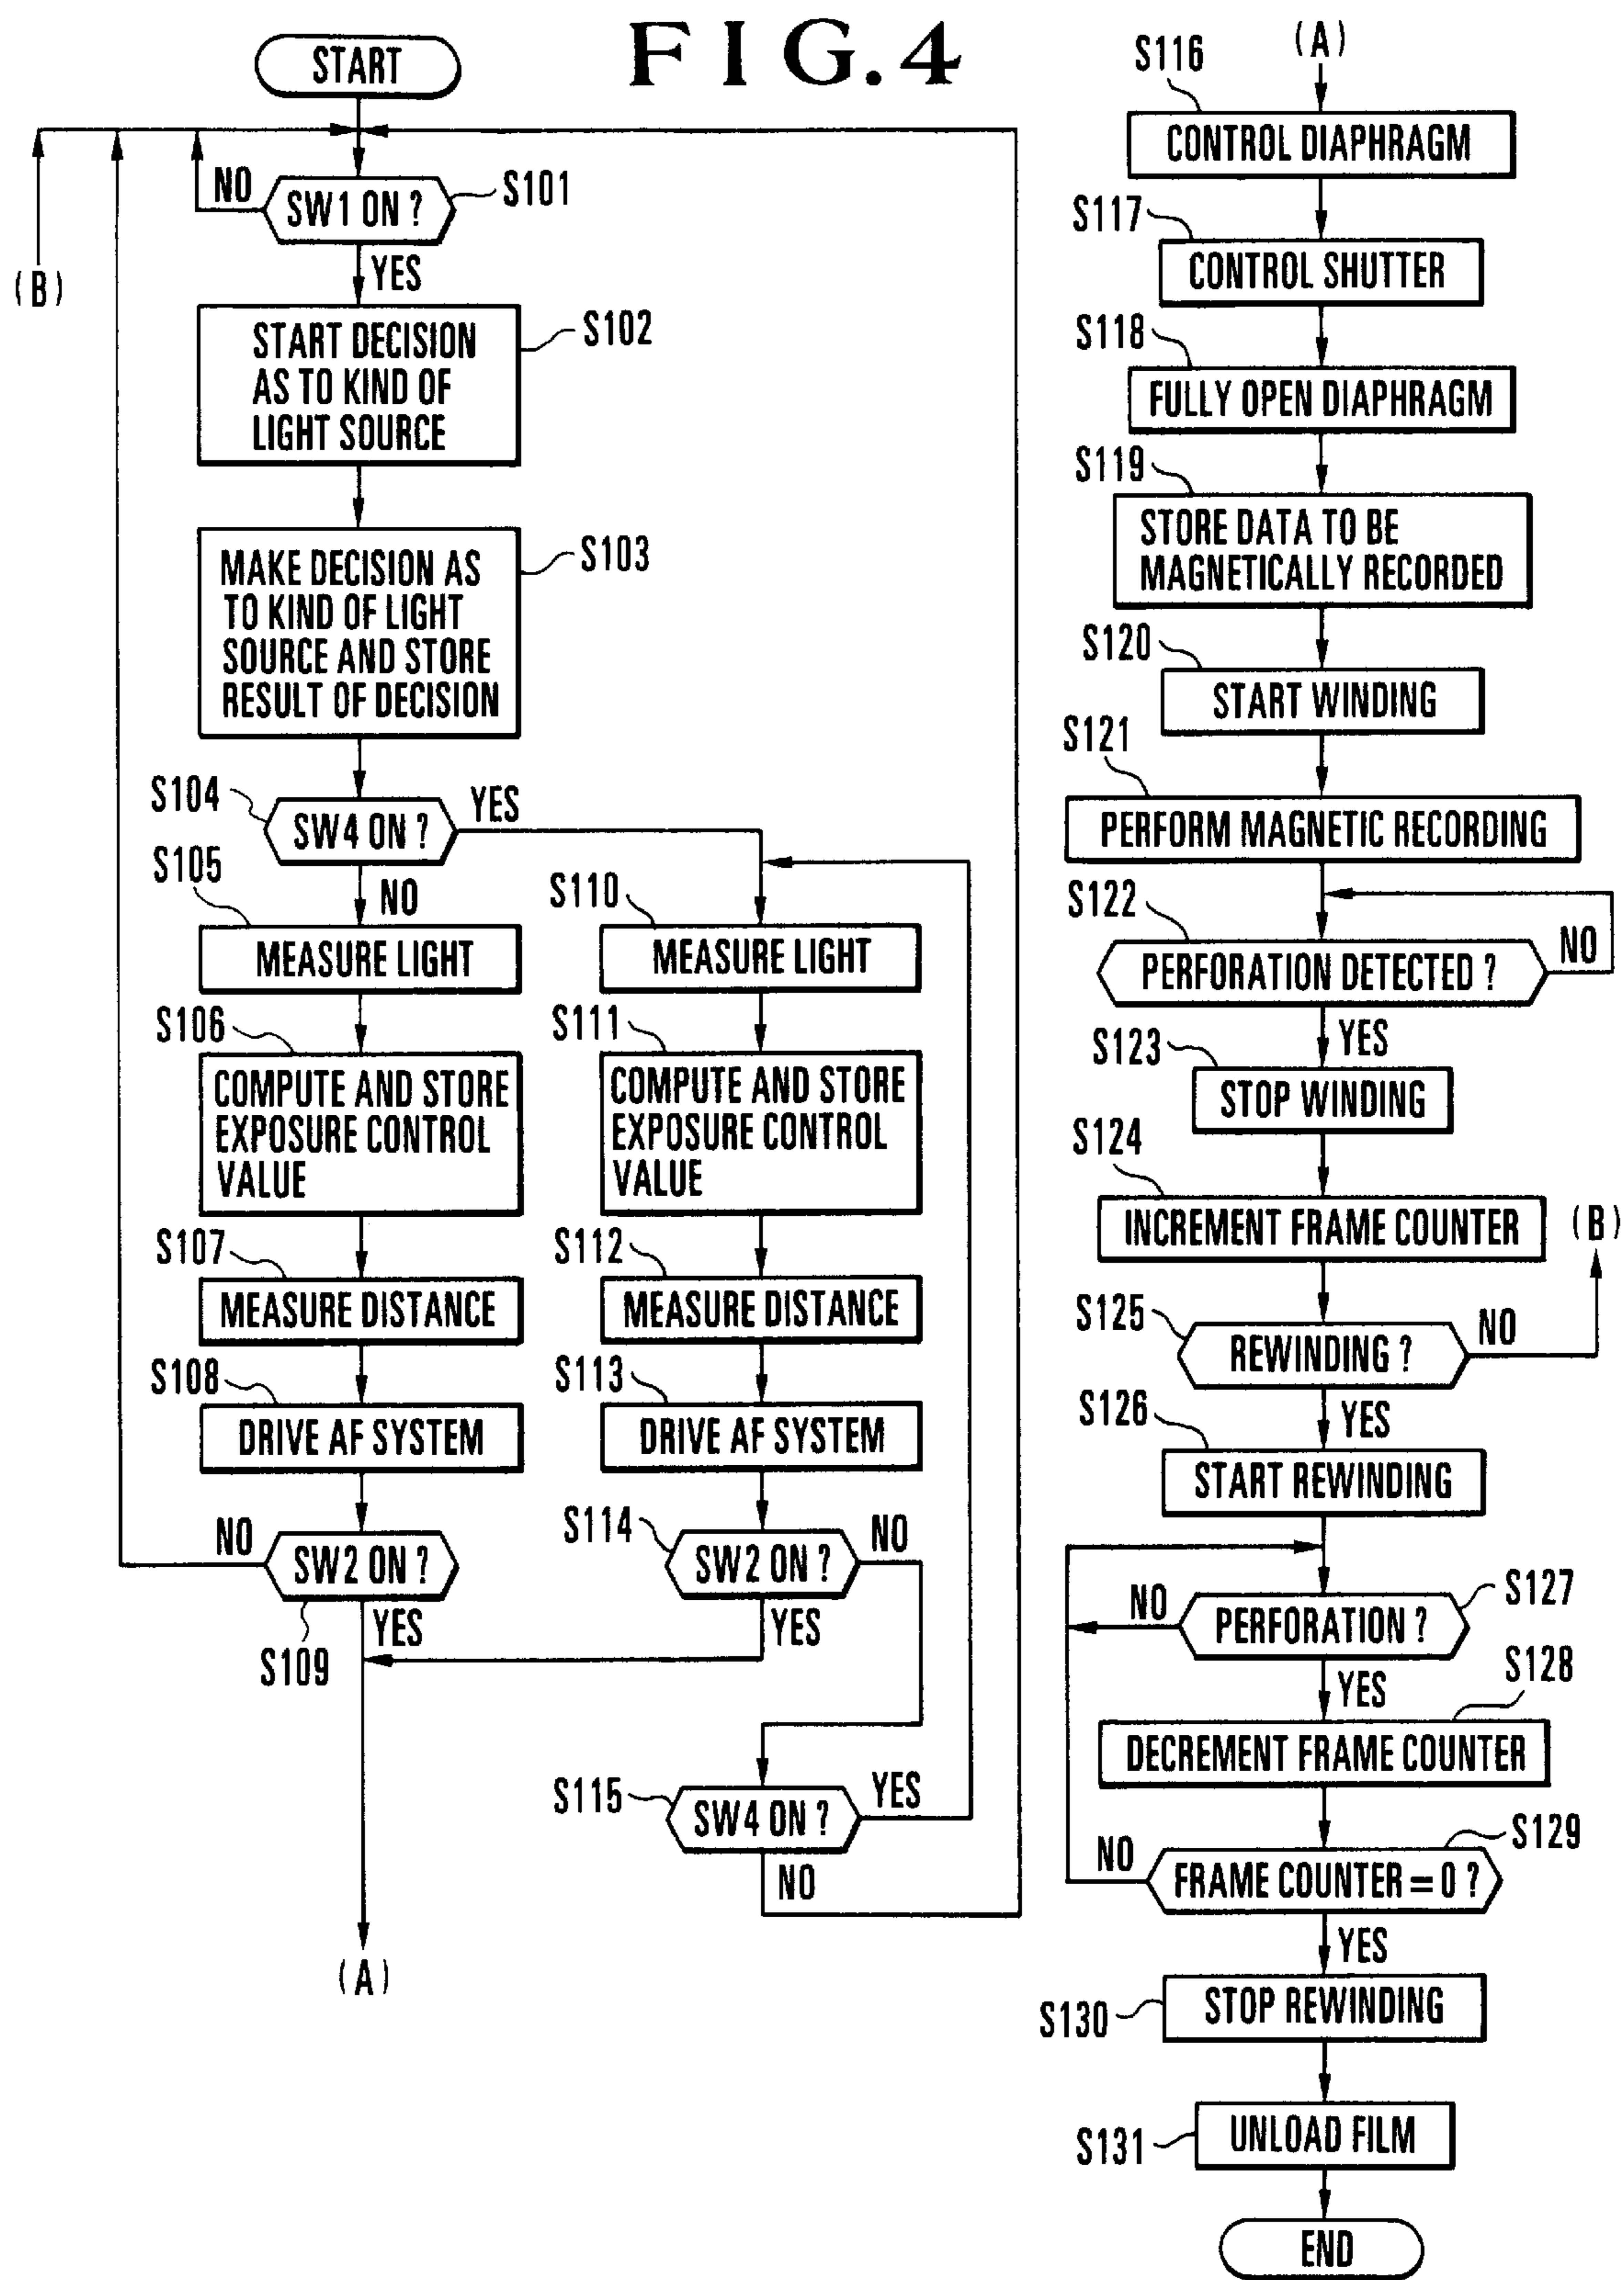 FIG.4
START
NO
SW1 ON ?
S101
(B)
YES
START DECISION
AS TO KIND OF
LIGHT SOURCE
S102
MAKE DECISION AS
TO KIND OF LIGHT
SOURCE AND STORE
RESULT OF DECISION
S103
S104
SW4 ON ?
YES
NO
S105
MEASURE LIGHT
S106
COMPUTE AND STORE
EXPOSURE CONTROL
VALUE
S107
MEASURE DISTANCE
S108
DRIVE AF SYSTEM
NO
SW2 ON ?
S109
YES
(A)
S110
MEASURE LIGHT
S111
COMPUTE AND STORE
EXPOSURE CONTROL
VALUE
S112
MEASURE DISTANCE
S113
DRIVE AF SYSTEM
S114
SW2 ON ?
NO
YES
S115
SW4 ON ?
YES
NO
(A)
S116
CONTROL DIAPHRAGM
S117
CONTROL SHUTTER
S118
FULLY OPEN DIAPHRAGM
S119
STORE DATA TO BE
MAGNETICALLY RECORDED
S120
START WINDING
S121
PERFORM MAGNETIC RECORDING
S122
PERFORATION DETECTED ?
NO
YES
S123
STOP WINDING
S124
INCREMENT FRAME COUNTER
(B)
S125
REWINDING ?
NO
YES
S126
START REWINDING
NO
PERFORATION ?
S127
YES
S128
DECREMENT FRAME COUNTER
NO
FRAME COUNTER = 0 ?
S129
YES
S130
STOP REWINDING
S131
UNLOAD FILM
END